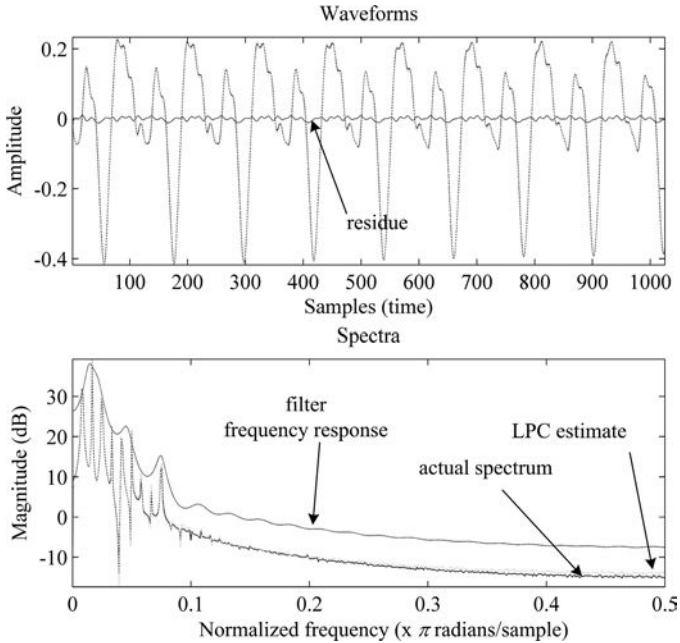 Waveforms
0.2
0
-0.2
0.4
Amplitude
residue
100 200 300 400 500 600 700 800 900 1000
Samples (time)
Spectra
30
20
10
0
-10
Magnitude (dB)
filter
frequency response
LPC estimate
actual spectrum
0 0.1 0.2 0.3 0.4 0.5
Normalized frequency (x π radians/sample)